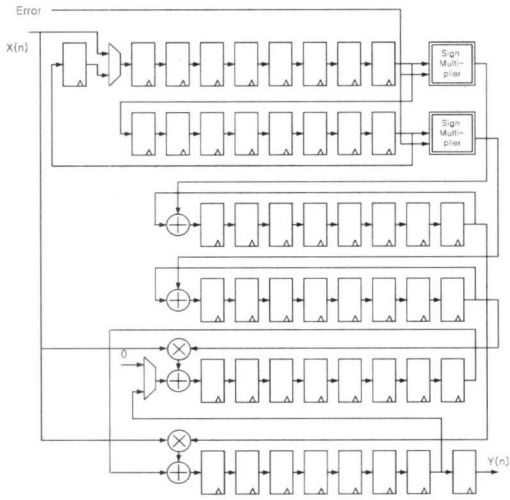 Error
X(n)
Sign
Multi-
plier
Sign
Multi-
plier
0
Y(n)